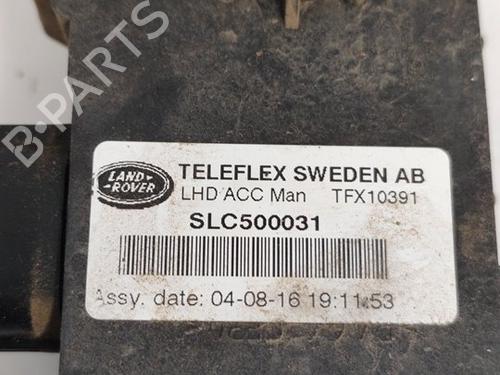 B-PARTS
LAND
ROVER
TELEFLEX SWEDEN AB
LHD ACC Man TFX10391
SLC500031
Assy. date: 04-08-16 19:11:53